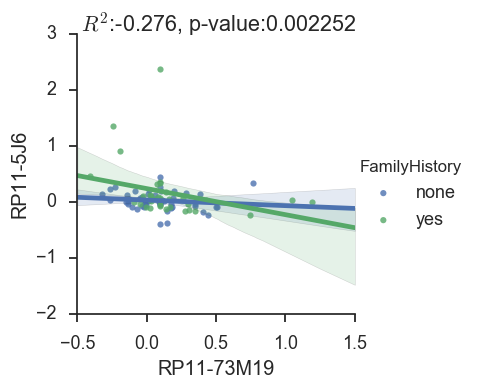 R²:-0.276, p-value:0.002252
3
2
1
0
−1
−2
RP11-5J6
−0.5 0.0 0.5 1.0 1.5
RP11-73M19
FamilyHistory
none
yes